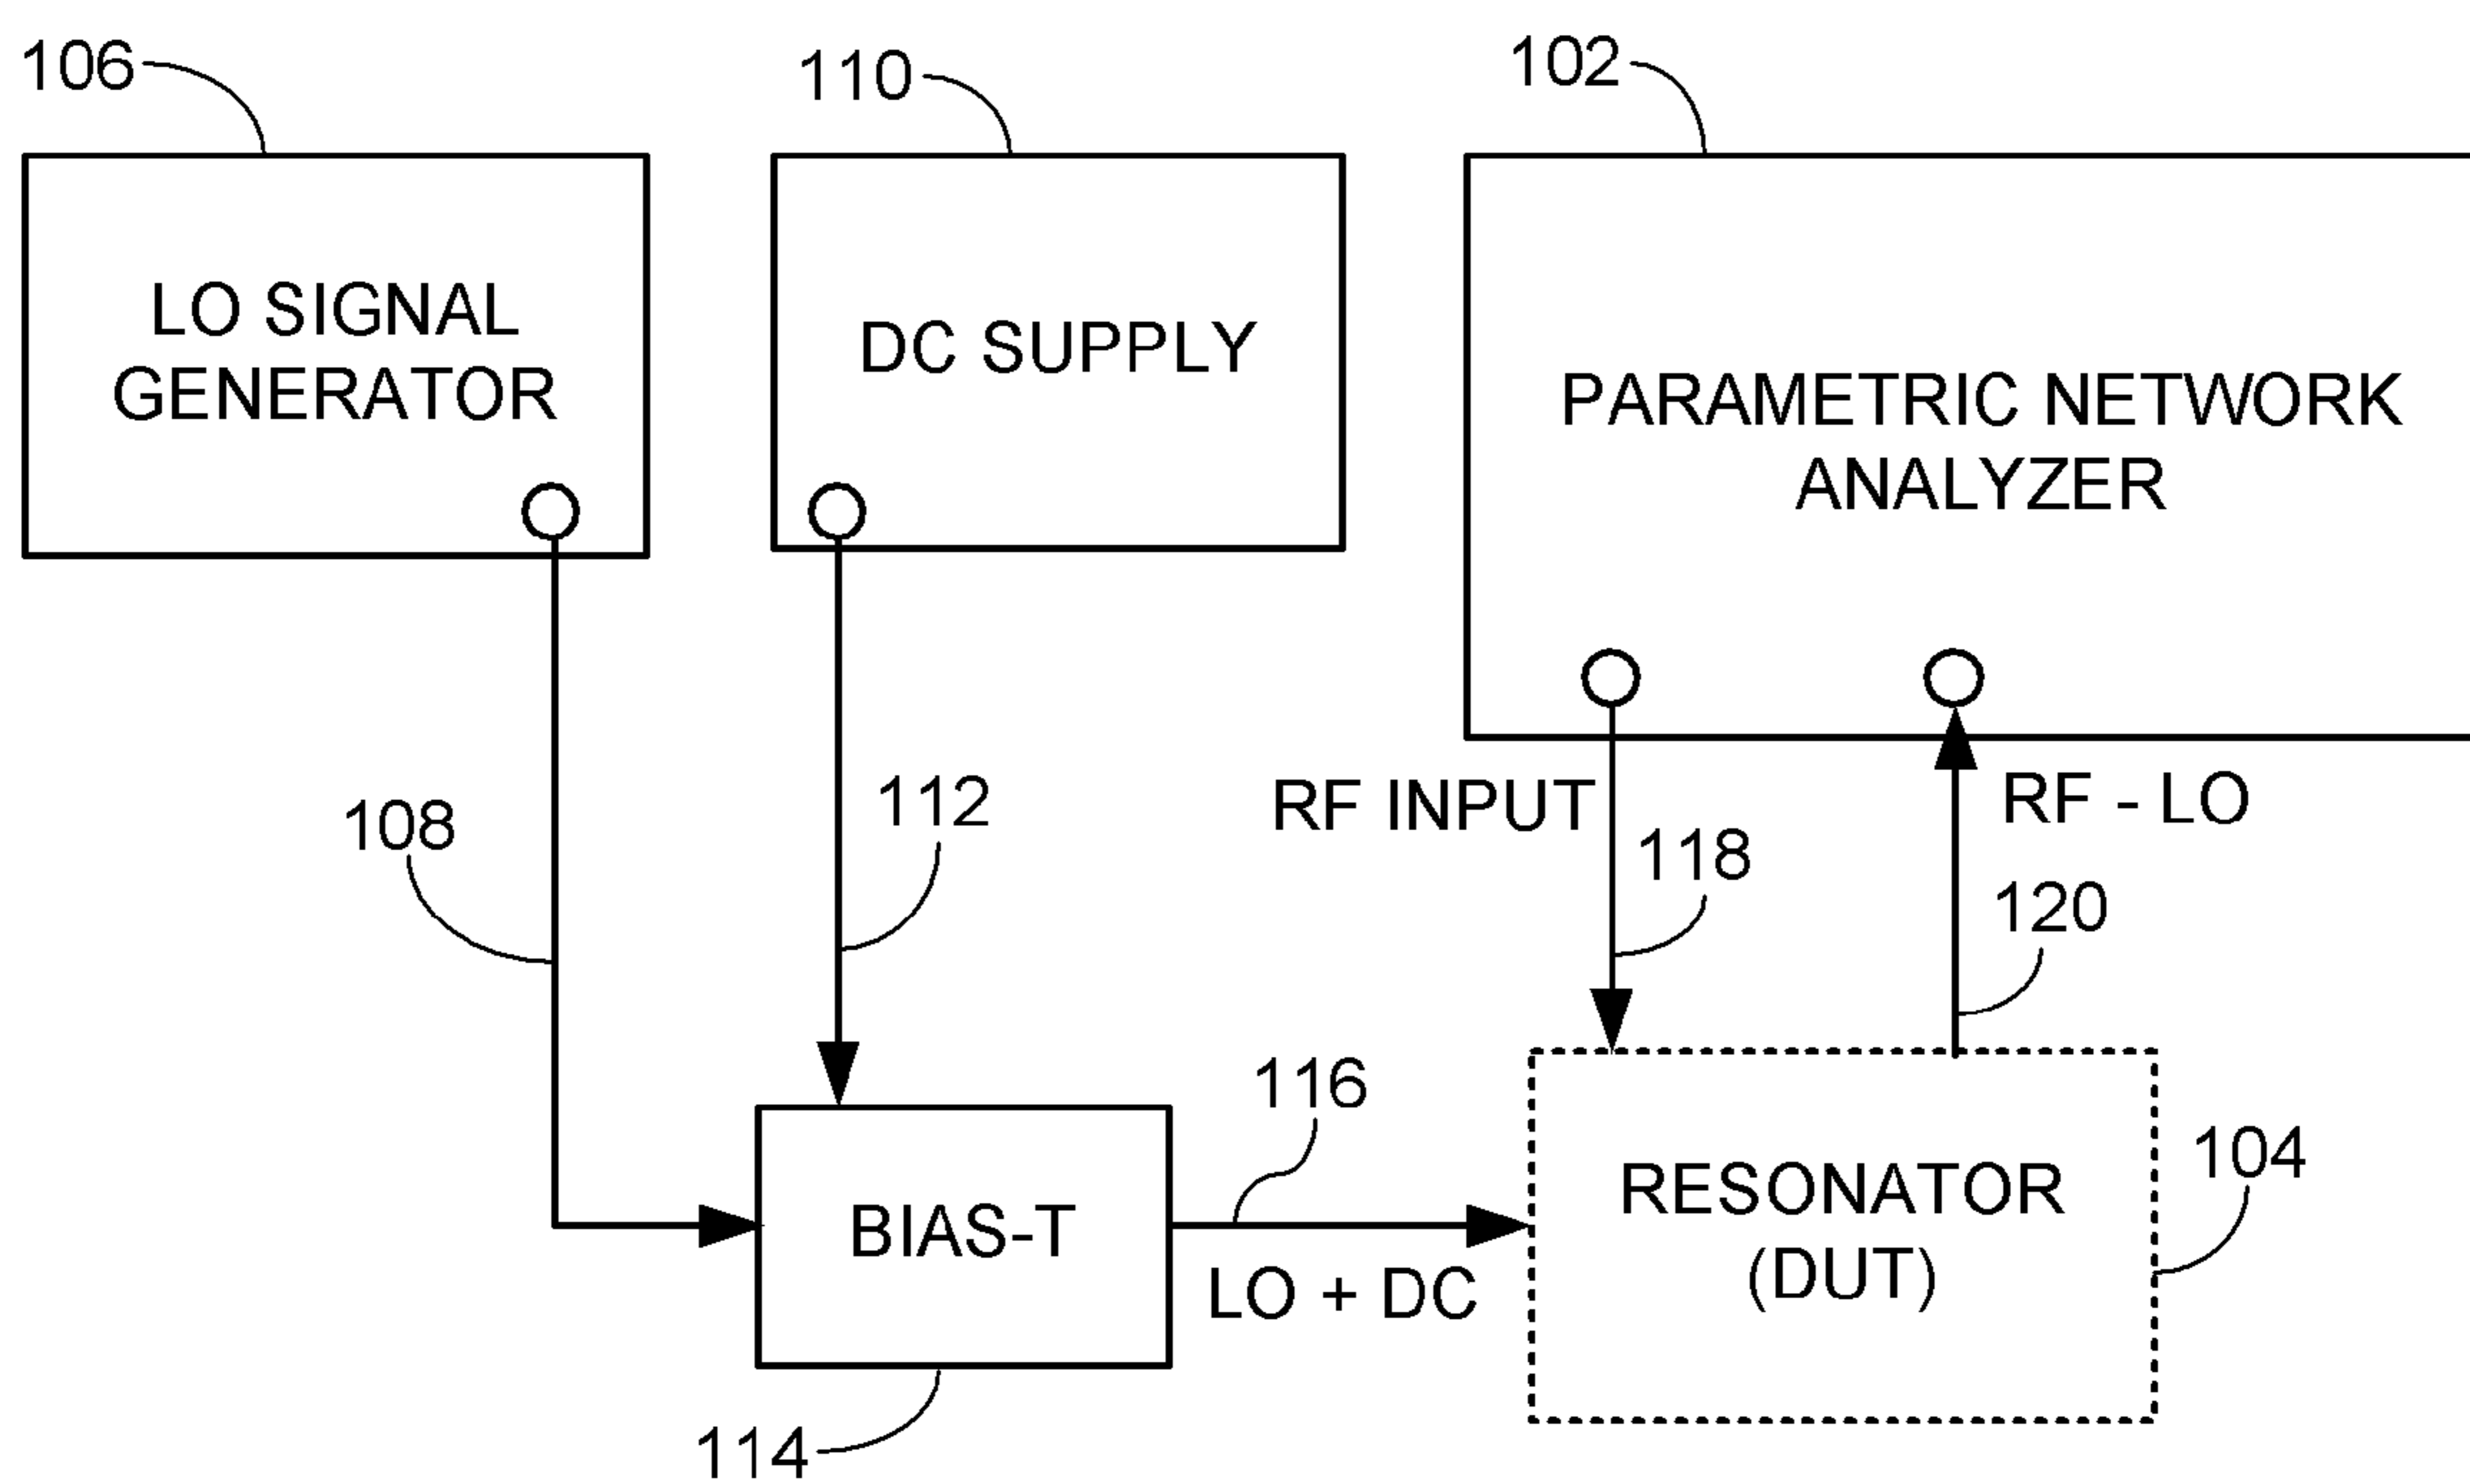 106
110
102
LO SIGNAL
GENERATOR
DC SUPPLY
PARAMETRIC NETWORK
ANALYZER
108
112
RF INPUT
118
RF - LO
120
116
LO + DC
BIAS-T
114
RESONATOR
(DUT)
104